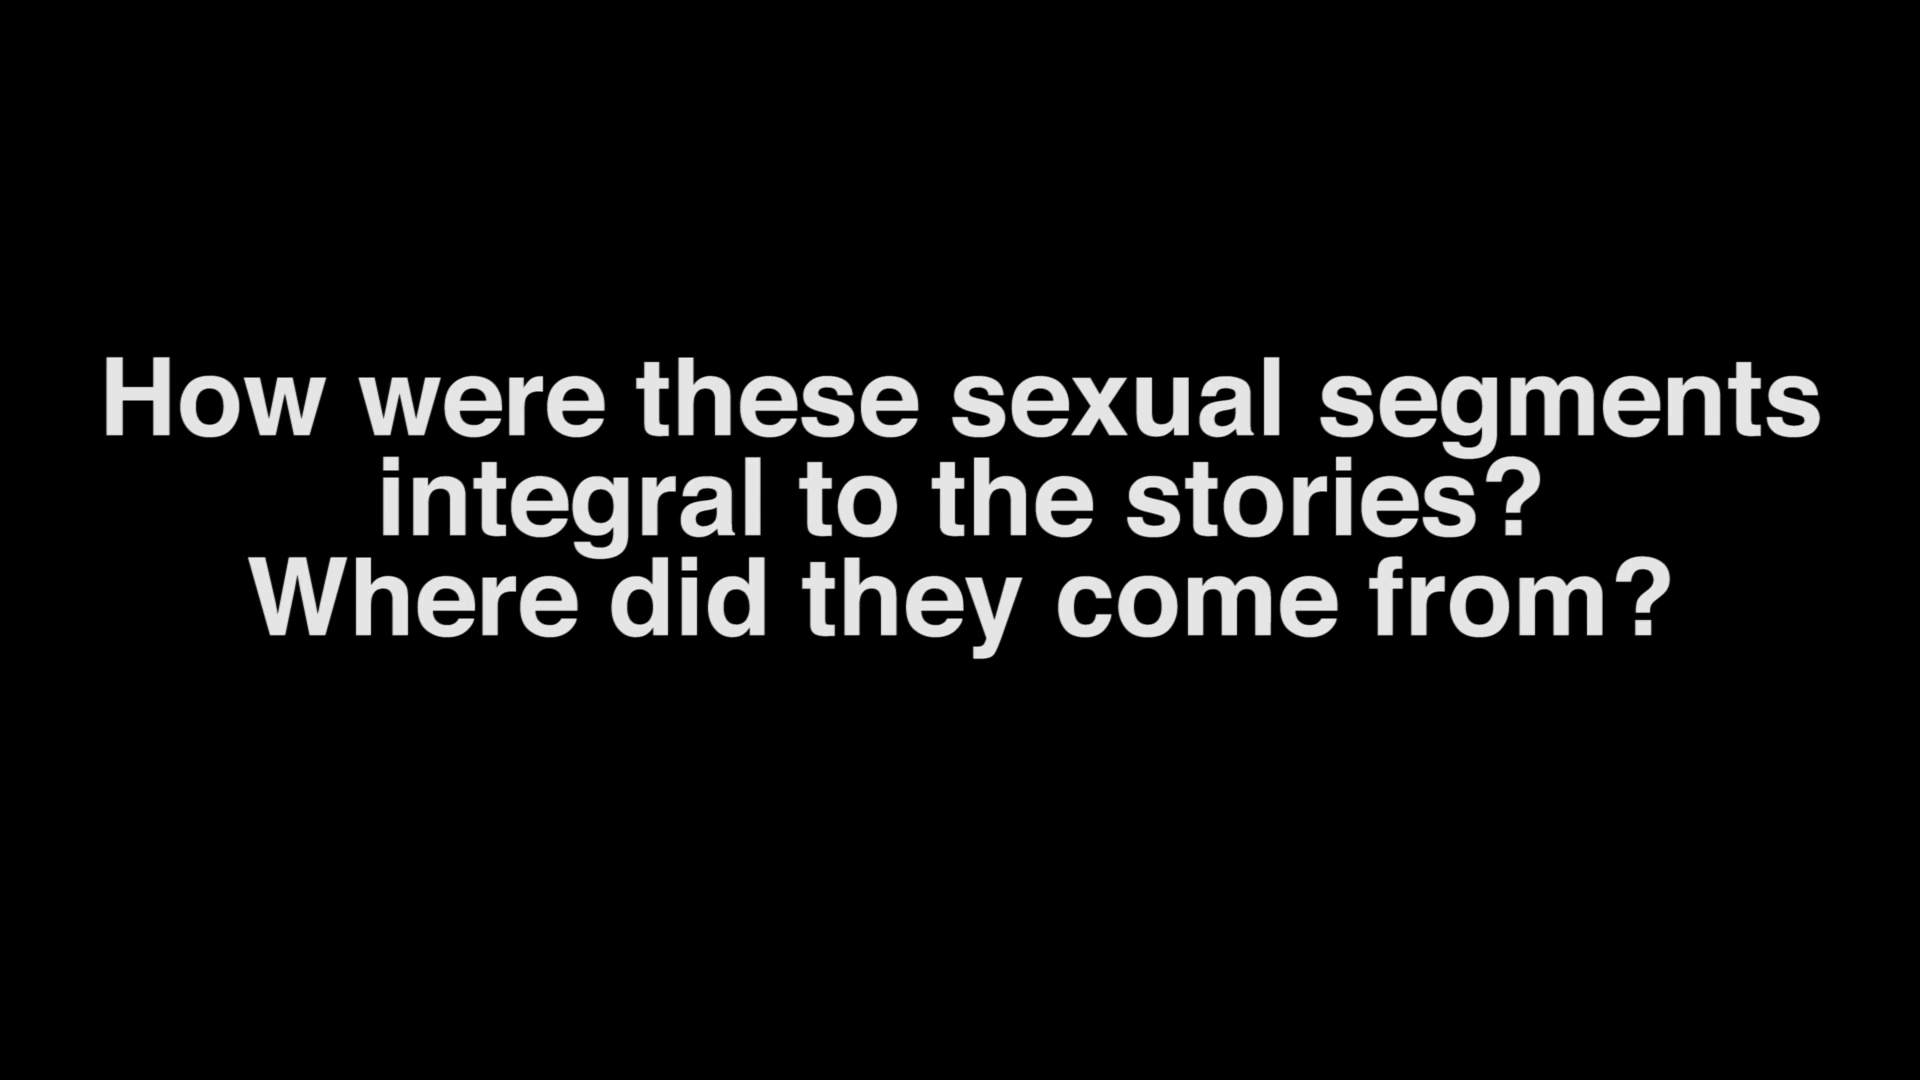 How were these sexual segments
integral to the stories?
Where did they come from?